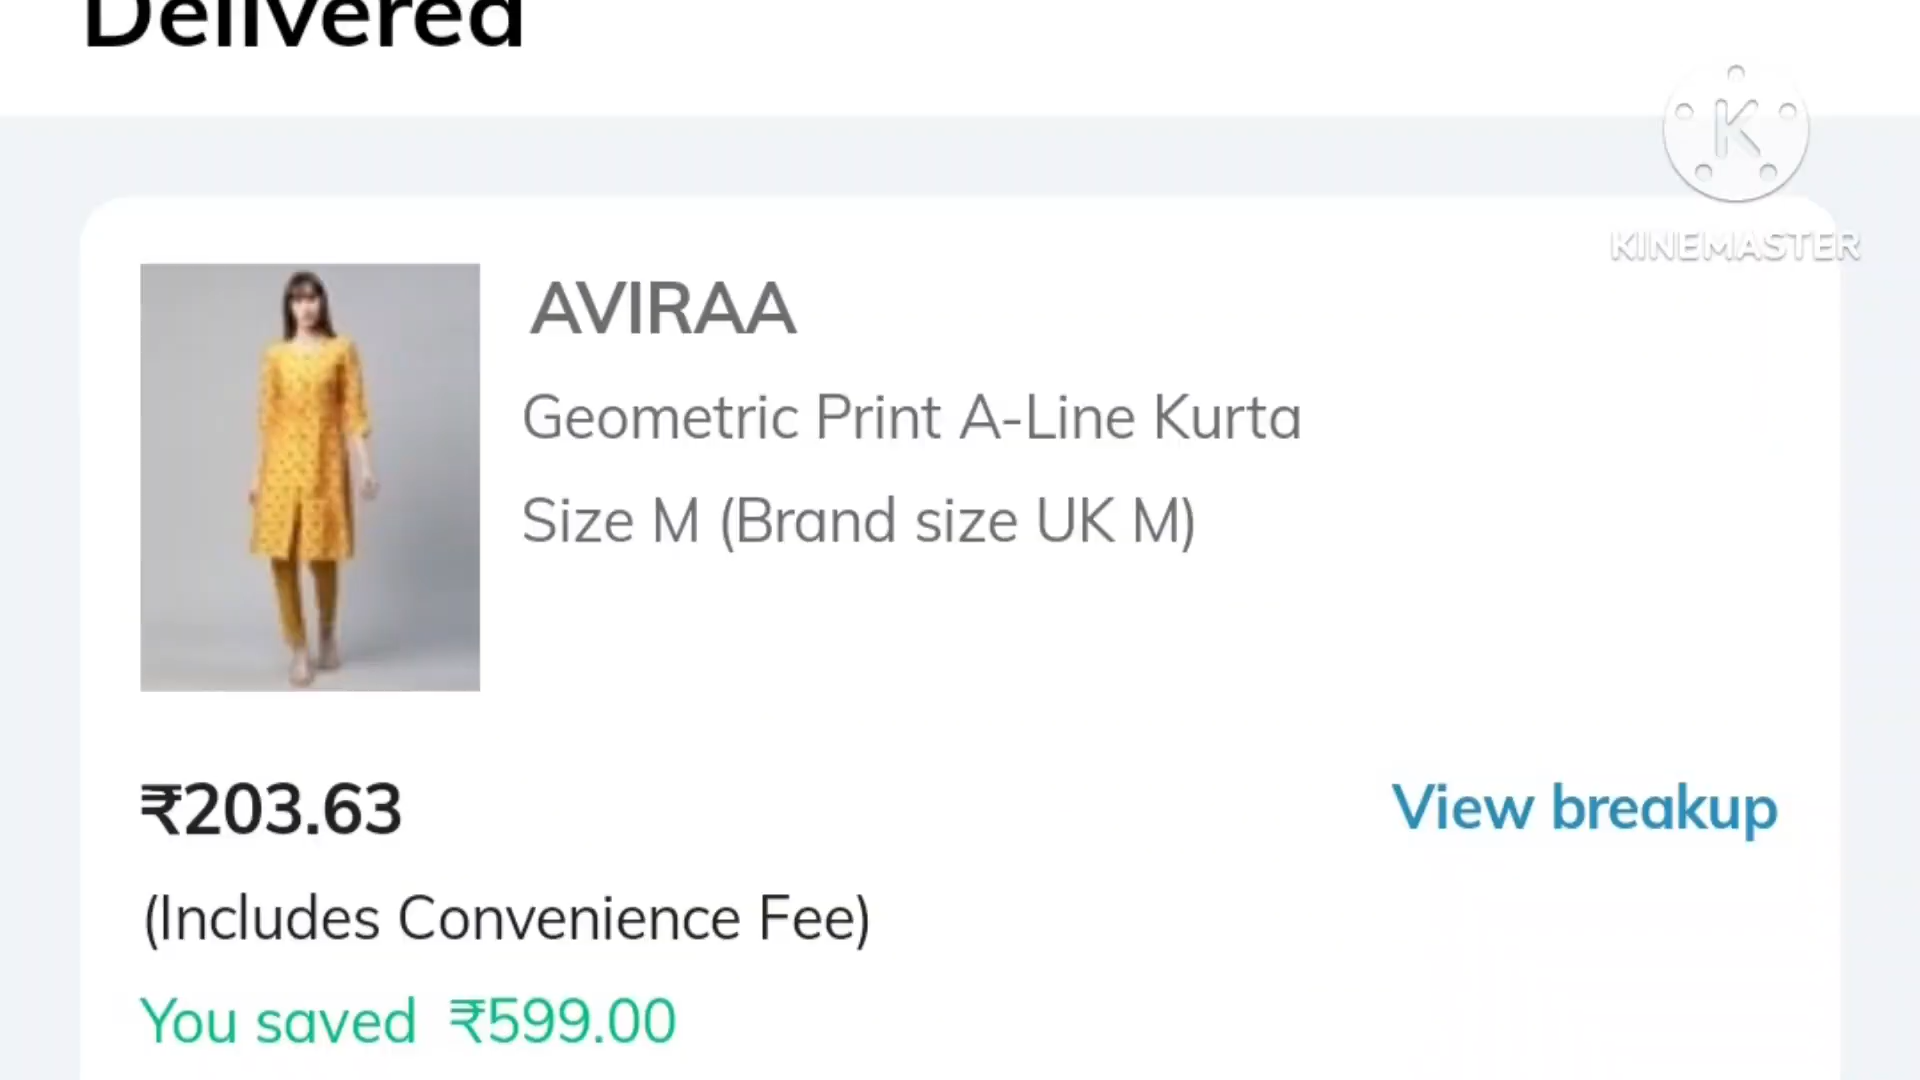 Delivered
K
KINEMASTER
AVIRAA
Geometric Print A-Line Kurta
Size M (Brand size UK M)
₹203.63
View breakup
(Includes Convenience Fee)
You saved ₹599.00